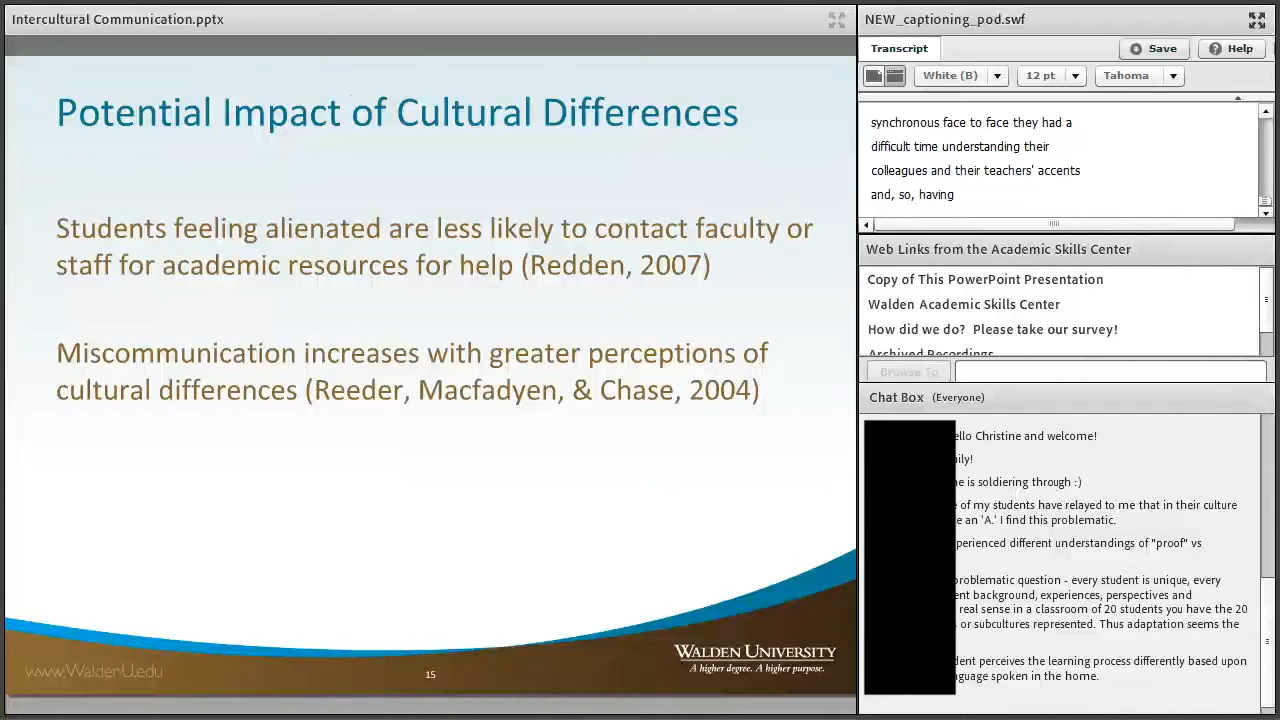 Intercultural Communication.pptx
Potential Impact of Cultural Differences
Students feeling alienated are less likely to contact faculty or
staff for academic resources for help (Redden, 2007)
Miscommunication increases with greater perceptions of
cultural differences (Reeder, Macfadyen, & Chase, 2004)
www.WaldenU.edu
15
WALDEN UNIVERSITY
A higher degree. A higher purpose.
NEW_captioning_pod.swf
Transcript
Save
Help
White (B)
12 pt
Tahoma
synchronous face to face they had a
difficult time understanding their
colleagues and their teachers' accents
and, so, having
Web Links from the Academic Skills Center
Copy of This PowerPoint Presentation
Walden Academic Skills Center
How did we do? Please take our survey!
Archived Recordings
Browse To
Chat Box (Everyone)
Christine and welcome!
is soldiering through :)
of my students have relayed to me that in their culture
an 'A.' I find this problematic.
different understandings of "proof" vs
problematic question - every student is unique, every
background, experiences, perspectives and
real sense in a classroom of 20 students you have the 20
or subcultures represented. Thus adaptation seems the
perceives the learning process differently based upon
spoken in the home.